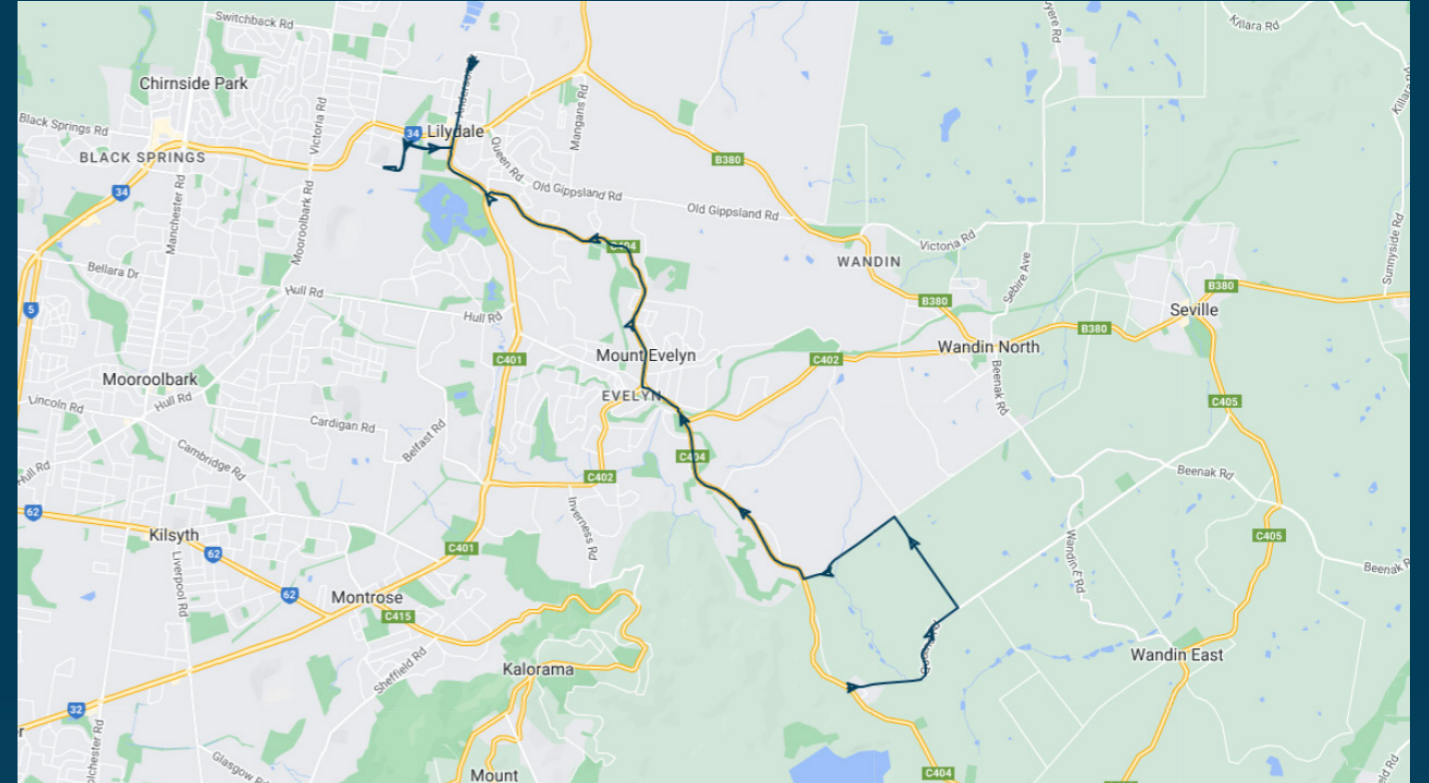 Switchback Rd
Killara Rd
Chirnside Park
Mangans Rd
Victoria Rd
Black Springs Rd
34
Lilydale
BLACK SPRINGS
Queen Rd
B380
34
Old Gippsland Rd
Old Gippsland Rd
Manchester Rd
Mooroolbark Rd
Victoria Rd
Sunnyside Rd
C404
WANDIN
Bellara Dr
Sebire Ave
Hull Rd
B380
B380
5
Hull Rd
Seville
B380
Wandin North
C401
Mount Evelyn
C402
Mooroolbark
Beenak Rd
EVELYN
Lincoln Rd
Hull Rd
C405
Cardigan Rd
Belfast Rd
Cambridge Rd
C404
Hull Rd
C402
Beenak Rd
62
Inverness Rd
Kilsyth
C405
62
C401
Wandin E Rd
Liverpool Rd
Beenak R
62
Montrose
C415
Sheffield Rd
Wandin East
Kalorama
32
Glasgow Rd
Mount
C404